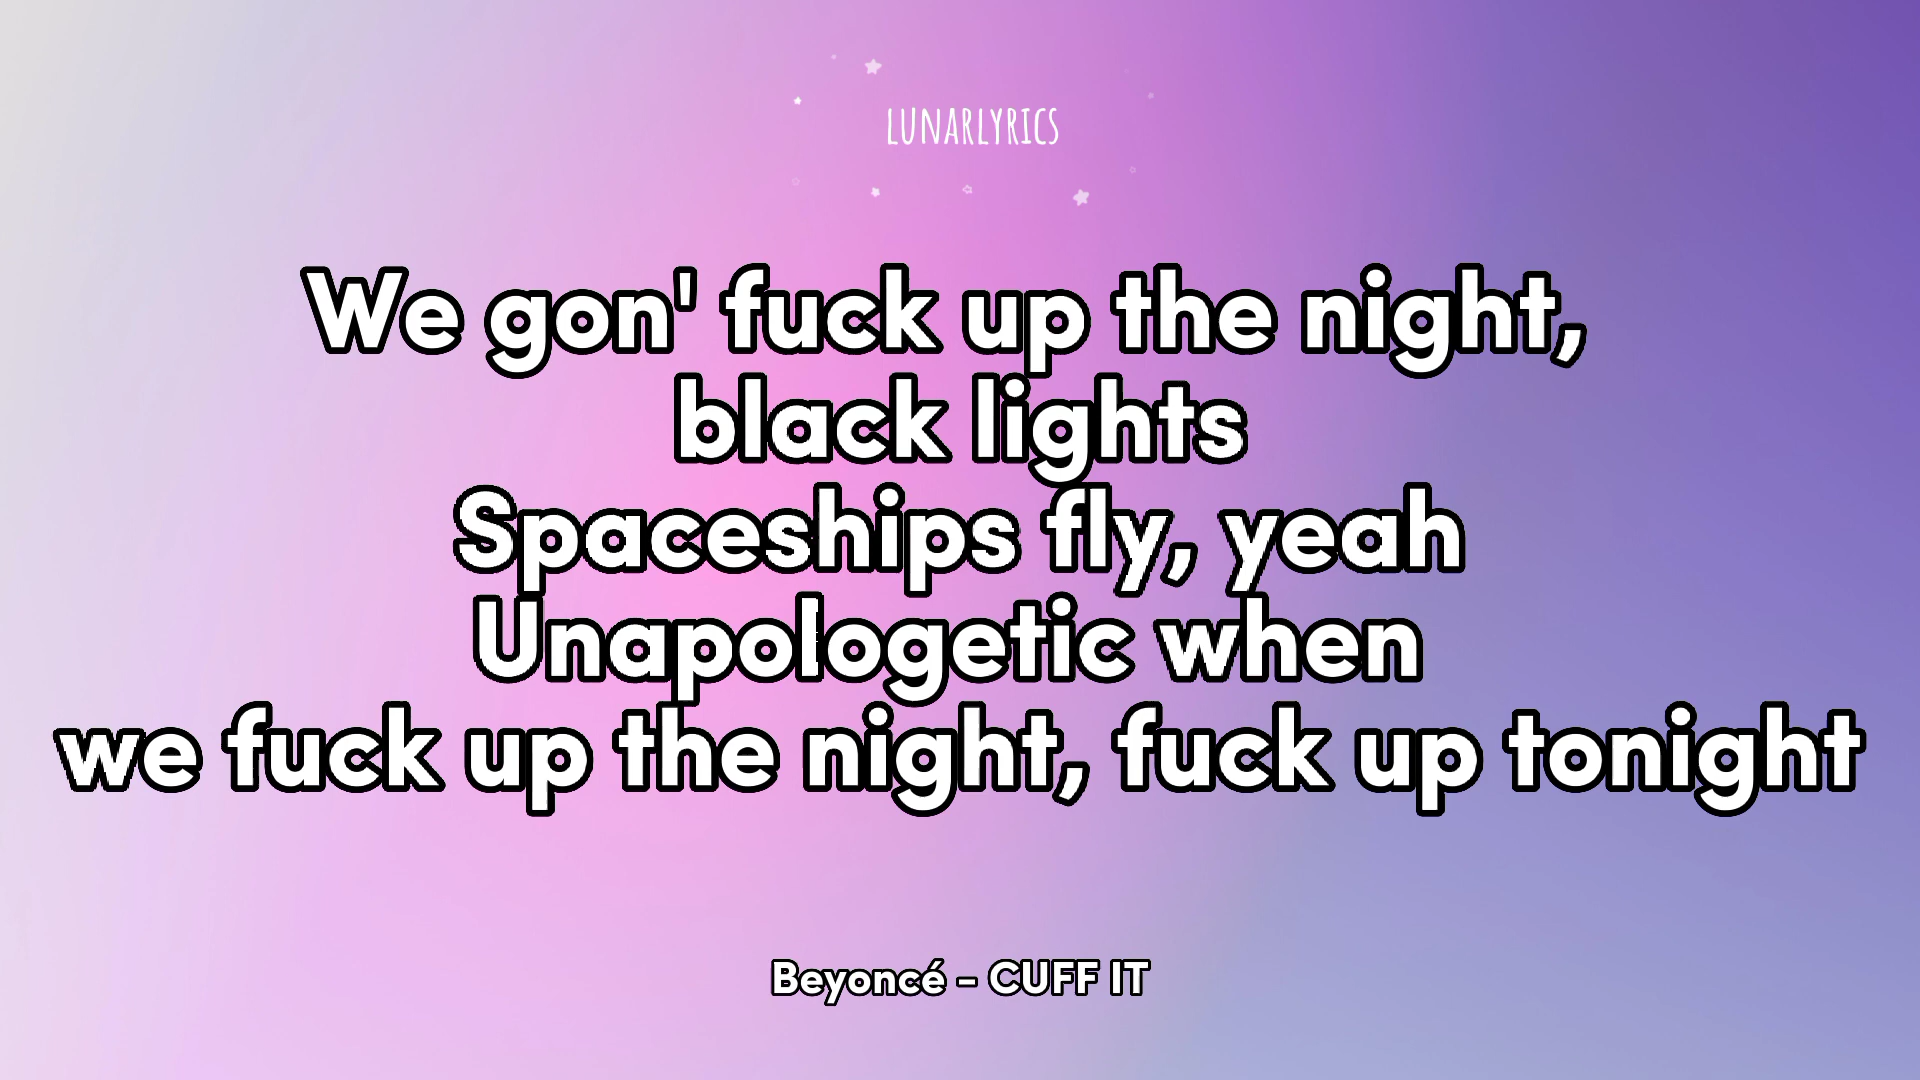 LUNARLYRICS
We gon' fuck up the night,
black lights
Spaceships fly, yeah
Unapologetic when
we fuck up the night, fuck up tonight
Beyoncé - CUFF IT